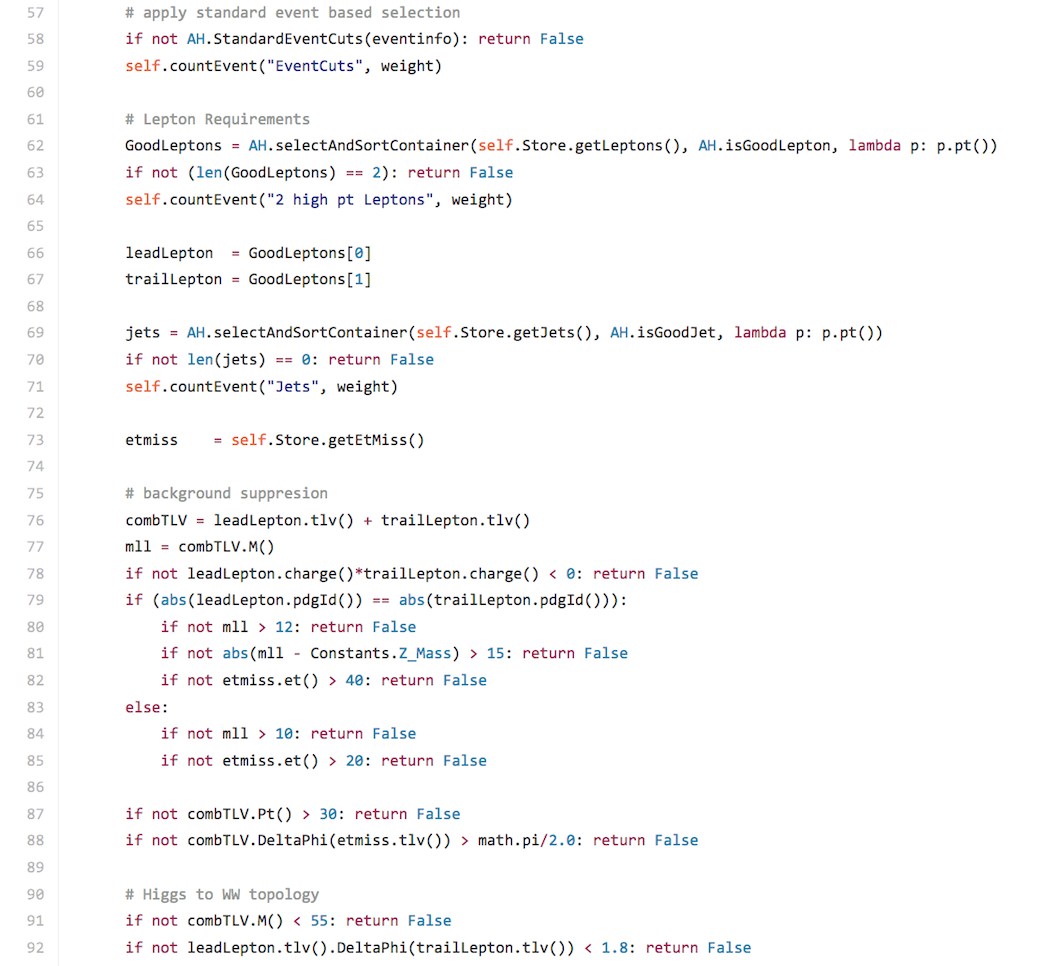 57 # apply standard event based selection
58 if not AH.StandardEventCuts(eventinfo): return False
59 self.countEvent("EventCuts", weight)
60
61 # Lepton Requirements
62 GoodLeptons = AH.selectAndSortContainer(self.Store.getLeptons(), AH.isGoodLepton, lambda p: p.pt())
63 if not (len(GoodLeptons) == 2): return False
64 self.countEvent("2 high pt Leptons", weight)
65
66 leadLepton  = GoodLeptons[0]
67 trailLepton = GoodLeptons[1]
68
69 jets = AH.selectAndSortContainer(self.Store.getJets(), AH.isGoodJet, lambda p: p.pt())
70 if not len(jets) == 0: return False
71 self.countEvent("Jets", weight)
72
73 etmiss    = self.Store.getEtMiss()
74
75 # background suppresion
76 combTLV = leadLepton.tlv() + trailLepton.tlv()
77 mll = combTLV.M()
78 if not leadLepton.charge()*trailLepton.charge() < 0: return False
79 if (abs(leadLepton.pdgId()) == abs(trailLepton.pdgId())):
80     if not mll > 12: return False
81     if not abs(mll - Constants.Z_Mass) > 15: return False
82     if not etmiss.et() > 40: return False
83 else:
84     if not mll > 10: return False
85     if not etmiss.et() > 20: return False
86
87 if not combTLV.Pt() > 30: return False
88 if not combTLV.DeltaPhi(etmiss.tlv()) > math.pi/2.0: return False
89
90 # Higgs to WW topology
91 if not combTLV.M() < 55: return False
92 if not leadLepton.tlv().DeltaPhi(trailLepton.tlv()) < 1.8: return False